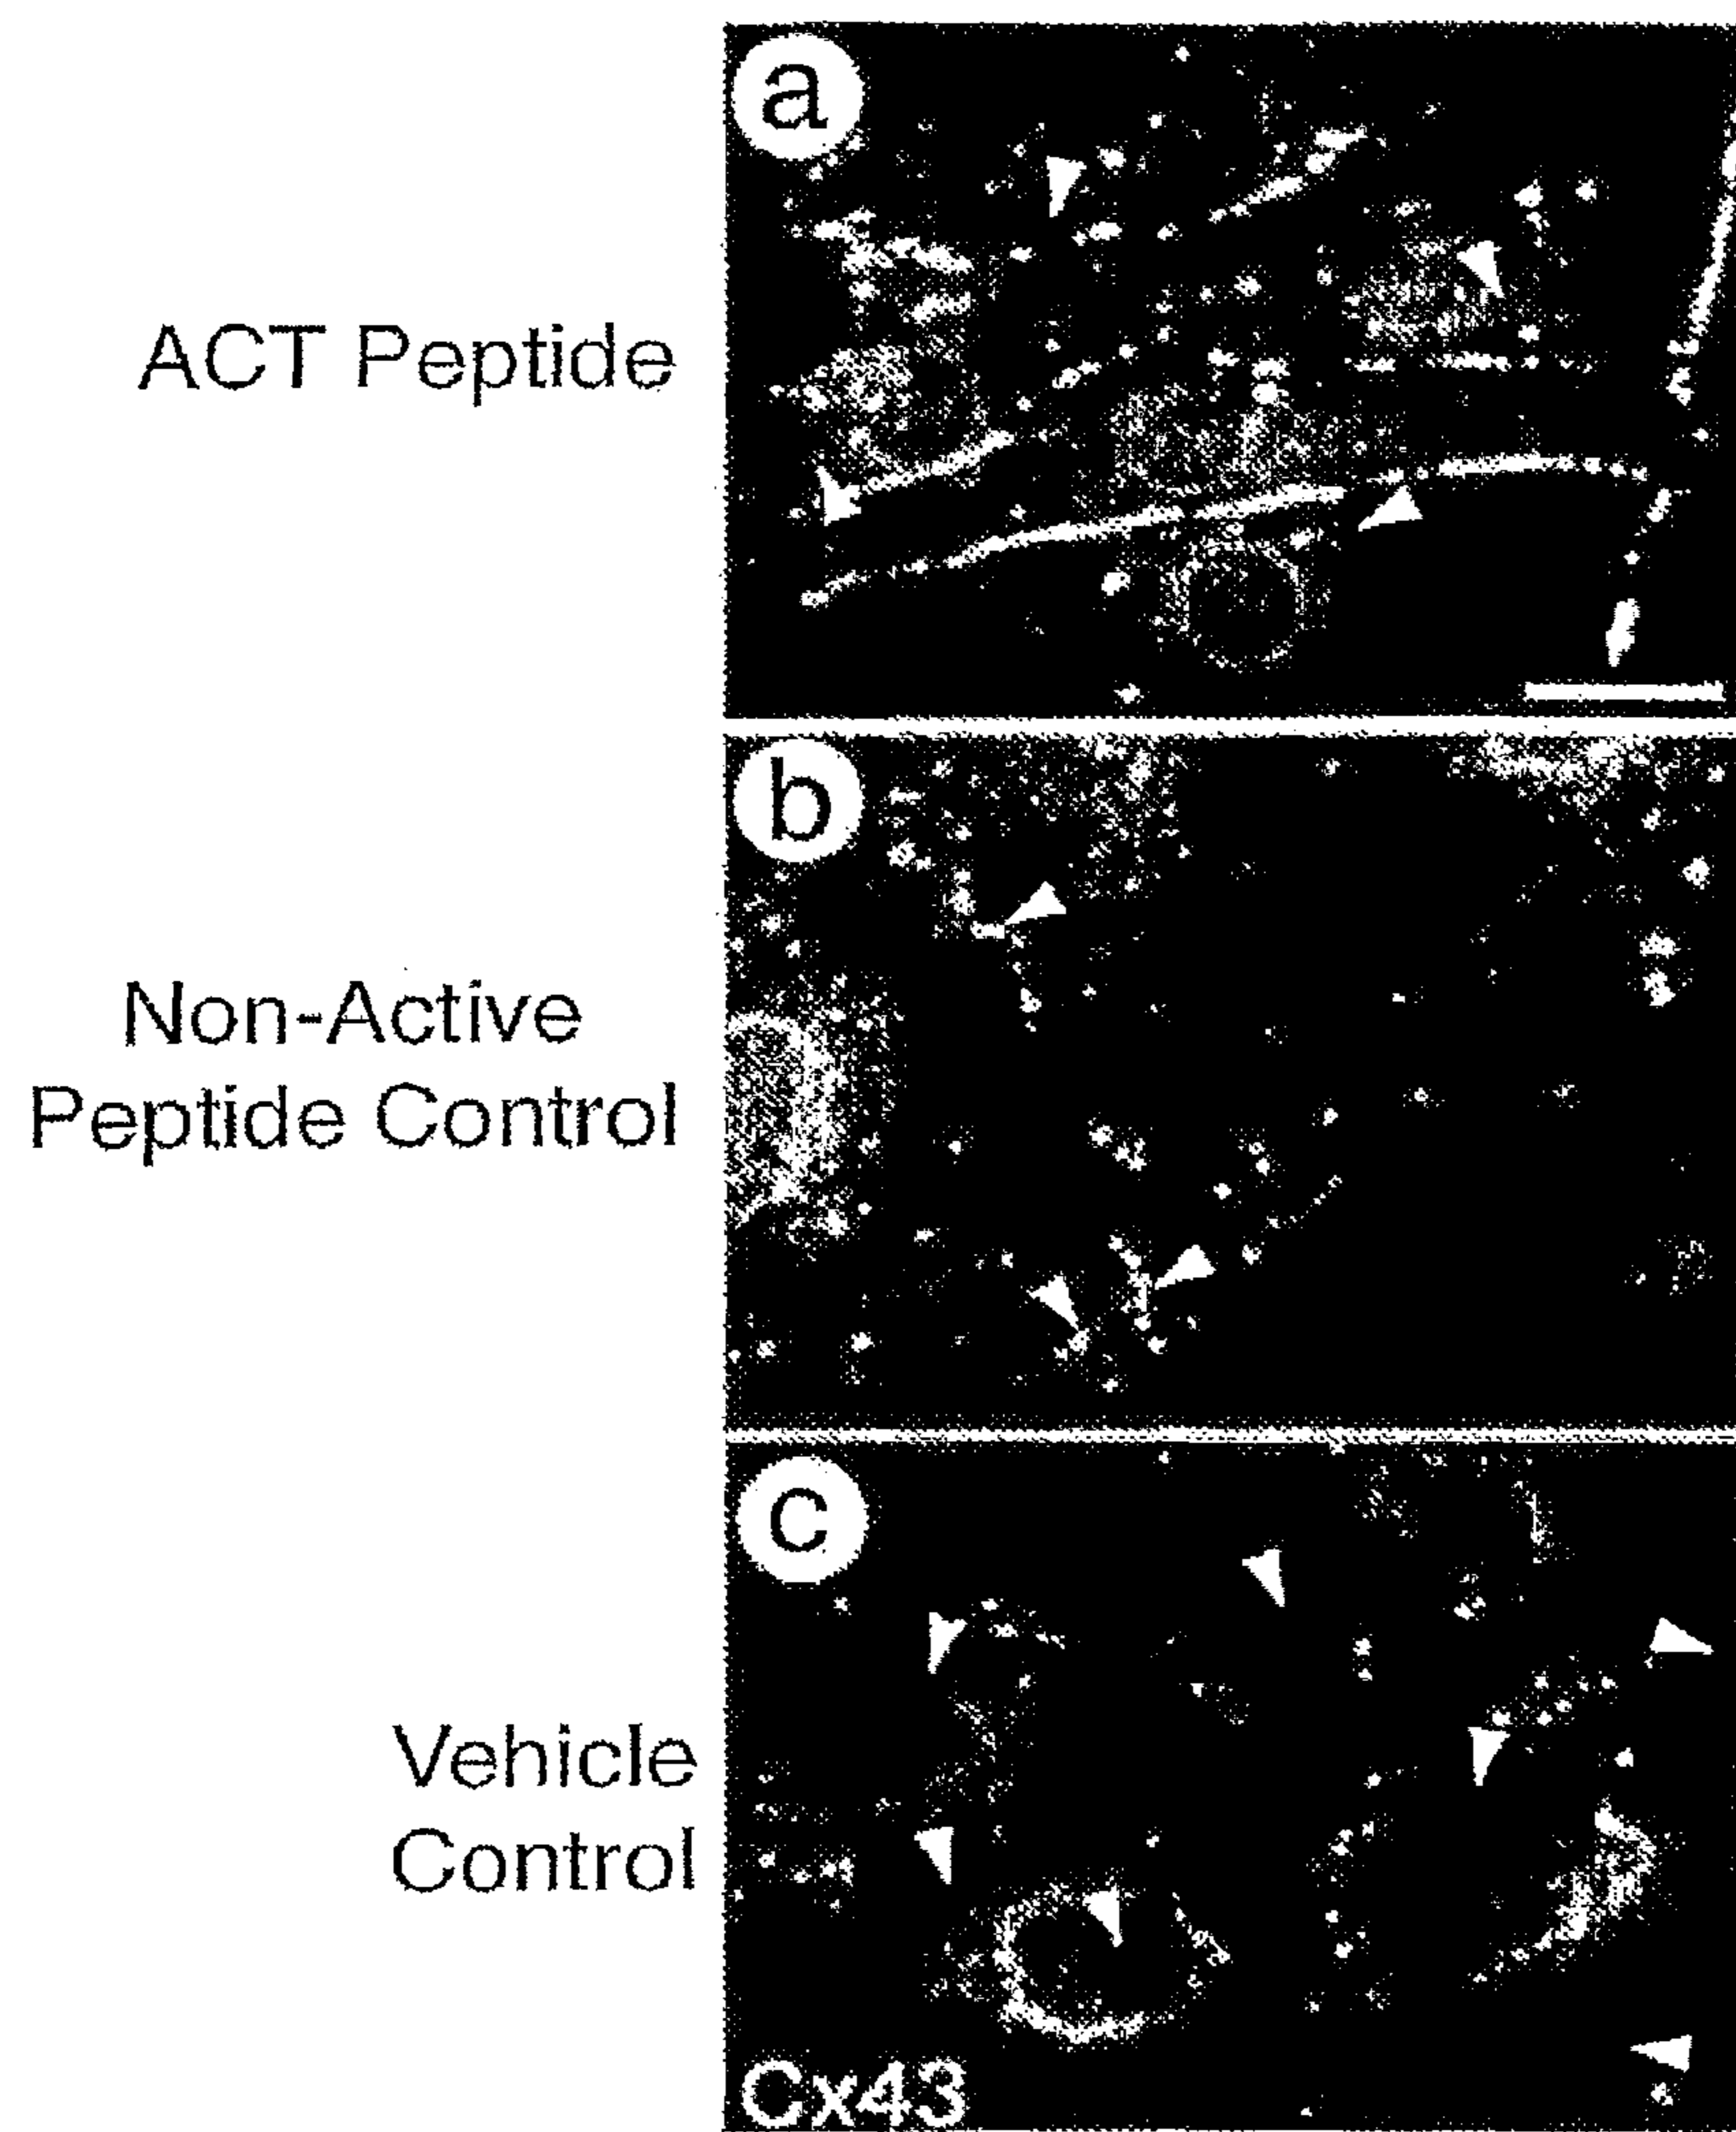 a
ACT Peptide
b
Non-Active
Peptide Control
c
Vehicle
Control
Cx43